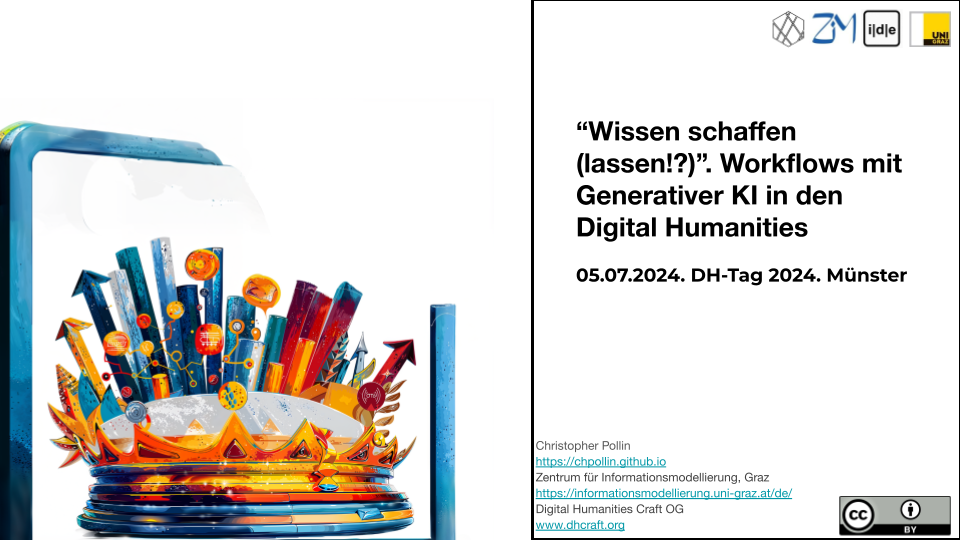 ZIM
i|d|e
UNI
GRAZ
“Wissen schaffen
(lassen!?)”. Workflows mit
Generativer KI in den
Digital Humanities
05.07.2024. DH-Tag 2024. Münster
Christopher Pollin
https://chpollin.github.io
Zentrum für Informationsmodellierung, Graz
https://informationsmodellierung.uni-graz.at/de/
Digital Humanities Craft OG
www.dhcraft.org
cc
BY